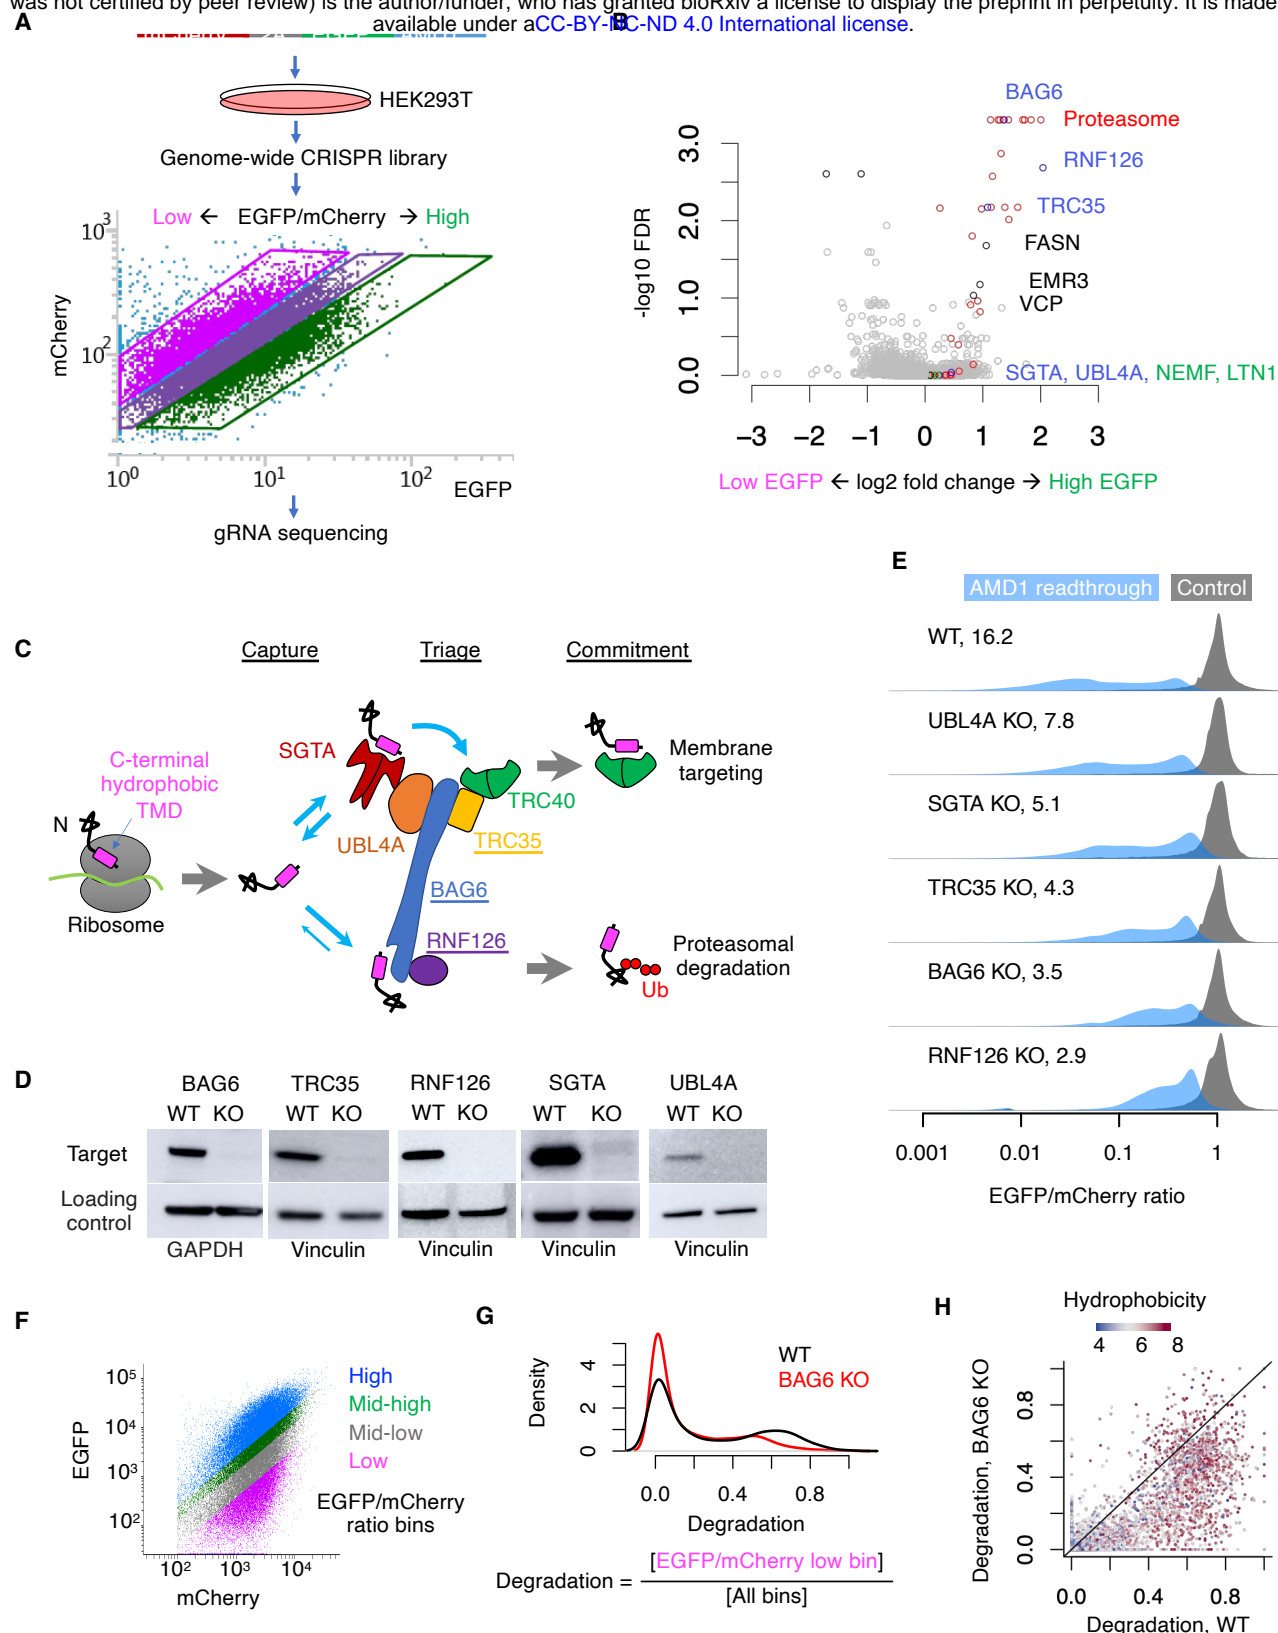 was not certified by peer review) is the author/funder, who has granted bioRxiv a license to display the preprint in perpetuity. It is made
available under aCC-BY-NC-ND 4.0 International license.
A
B
HEK293T
Genome-wide CRISPR library
Low ← EGFP/mCherry → High
10³
10²
mCherry
10⁰ 10¹ 10²
EGFP
gRNA sequencing
BAG6
Proteasome
RNF126
TRC35
FASN
EMR3
VCP
SGTA, UBL4A, NEMF, LTN1
-log10 FDR
0.0 1.0 2.0 3.0
−3 −2 −1 0 1 2 3
Low EGFP ← log2 fold change → High EGFP
C
Capture Triage Commitment
C-terminal
hydrophobic
TMD
N
Ribosome
SGTA
UBL4A
TRC40
TRC35
BAG6
RNF126
Membrane
targeting
Proteasomal
degradation
Ub
D
BAG6 TRC35 RNF126 SGTA UBL4A
WT KO WT KO WT KO WT KO WT KO
Target
Loading
control
GAPDH Vinculin Vinculin Vinculin Vinculin
E
AMD1 readthrough Control
WT, 16.2
UBL4A KO, 7.8
SGTA KO, 5.1
TRC35 KO, 4.3
BAG6 KO, 3.5
RNF126 KO, 2.9
0.001 0.01 0.1 1
EGFP/mCherry ratio
F
10⁵
10⁴
10³
10²
EGFP
10² 10³ 10⁴
mCherry
High
Mid-high
Mid-low
Low
EGFP/mCherry
ratio bins
G
Density
0 2 4
WT
BAG6 KO
0.0 0.4 0.8
Degradation
Degradation = [EGFP/mCherry low bin]
[All bins]
H
Hydrophobicity
4 6 8
Degradation, BAG6 KO
0.0 0.4 0.8
0.0 0.4 0.8
Degradation, WT